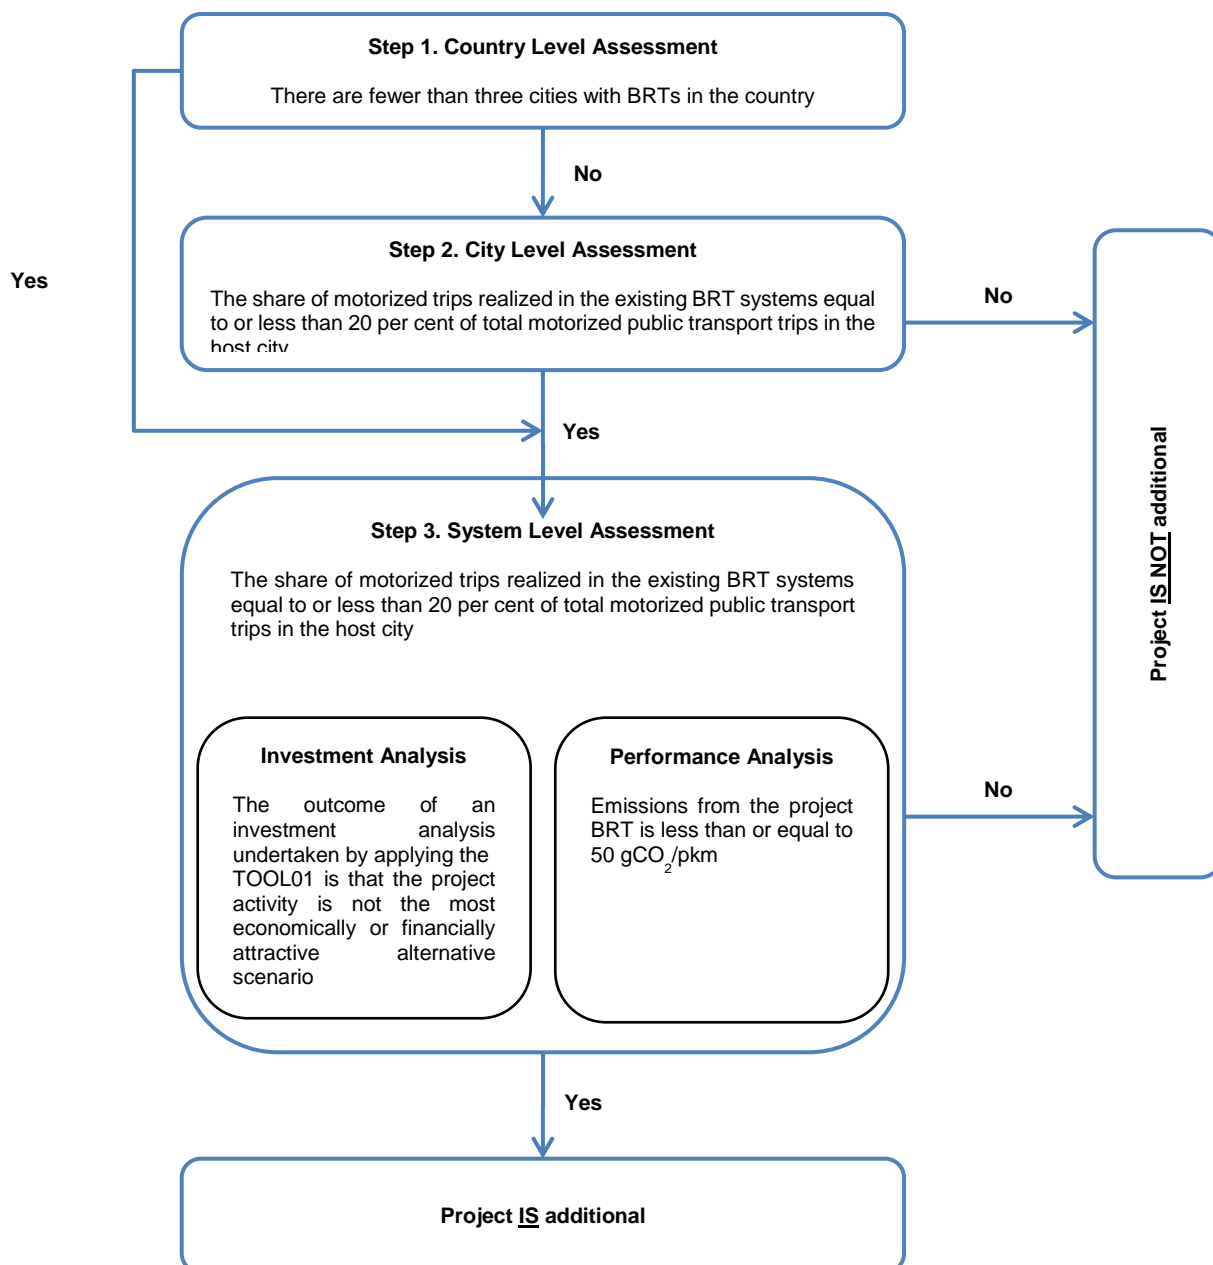 Step 1. Country Level Assessment
There are fewer than three cities with BRTs in the country
No
Step 2. City Level Assessment
Yes
The share of motorized trips realized in the existing BRT systems equal
to or less than 20 per cent of total motorized public transport trips in the
host city
No
Yes
Project IS NOT additional
Step 3. System Level Assessment
The share of motorized trips realized in the existing BRT systems
equal to or less than 20 per cent of total motorized public transport
trips in the host city
Investment Analysis
The outcome of an
investment analysis
undertaken by applying the
TOOL01 is that the project
activity is not the most
economically or financially
attractive alternative
scenario
Performance Analysis
Emissions from the project
BRT is less than or equal to
50 gCO₂/pkm
No
Yes
Project IS additional